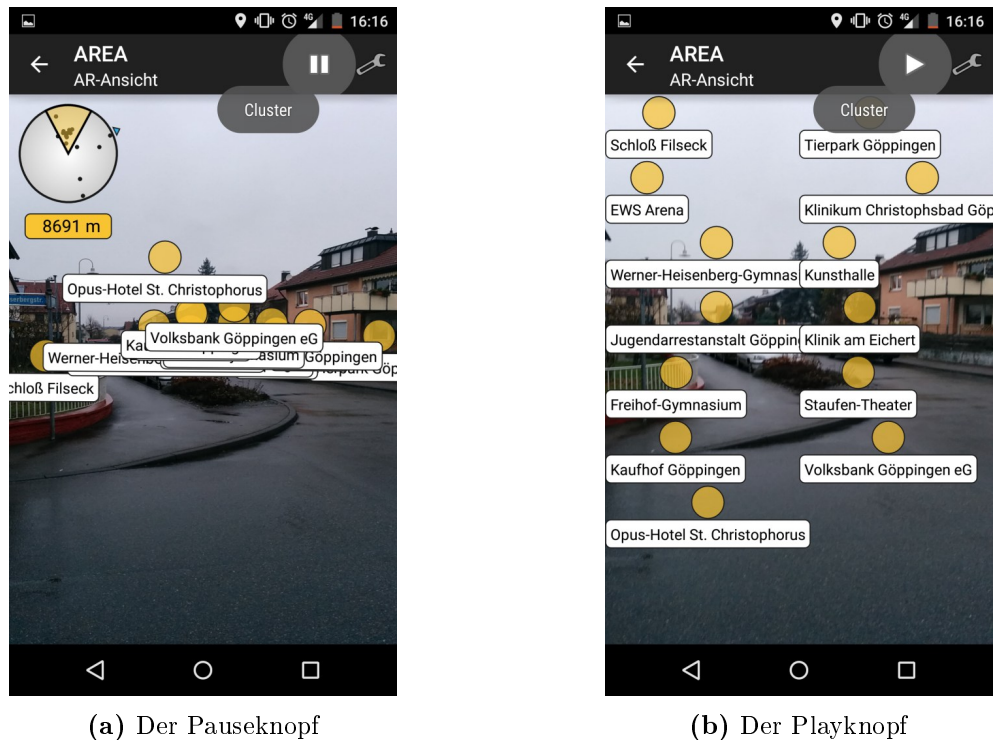 16:16
AREA
AR-Ansicht
Cluster
8691 m
Opus-Hotel St. Christophorus
Volksbank Göppingen eG
Göppingen
chloß Filseck
(a) Der Pauseknopf
16:16
AREA
AR-Ansicht
Cluster
Schloß Filseck
Tierpark Göppingen
EWS Arena
Klinikum Christophsbad Göp
Werner-Heisenberg-Gymnas
Kunsthalle
Jugendarrestanstalt Göppin
Klinik am Eichert
Freihof-Gymnasium
Staufen-Theater
Kaufhof Göppingen
Volksbank Göppingen eG
Opus-Hotel St. Christophorus
(b) Der Playknopf